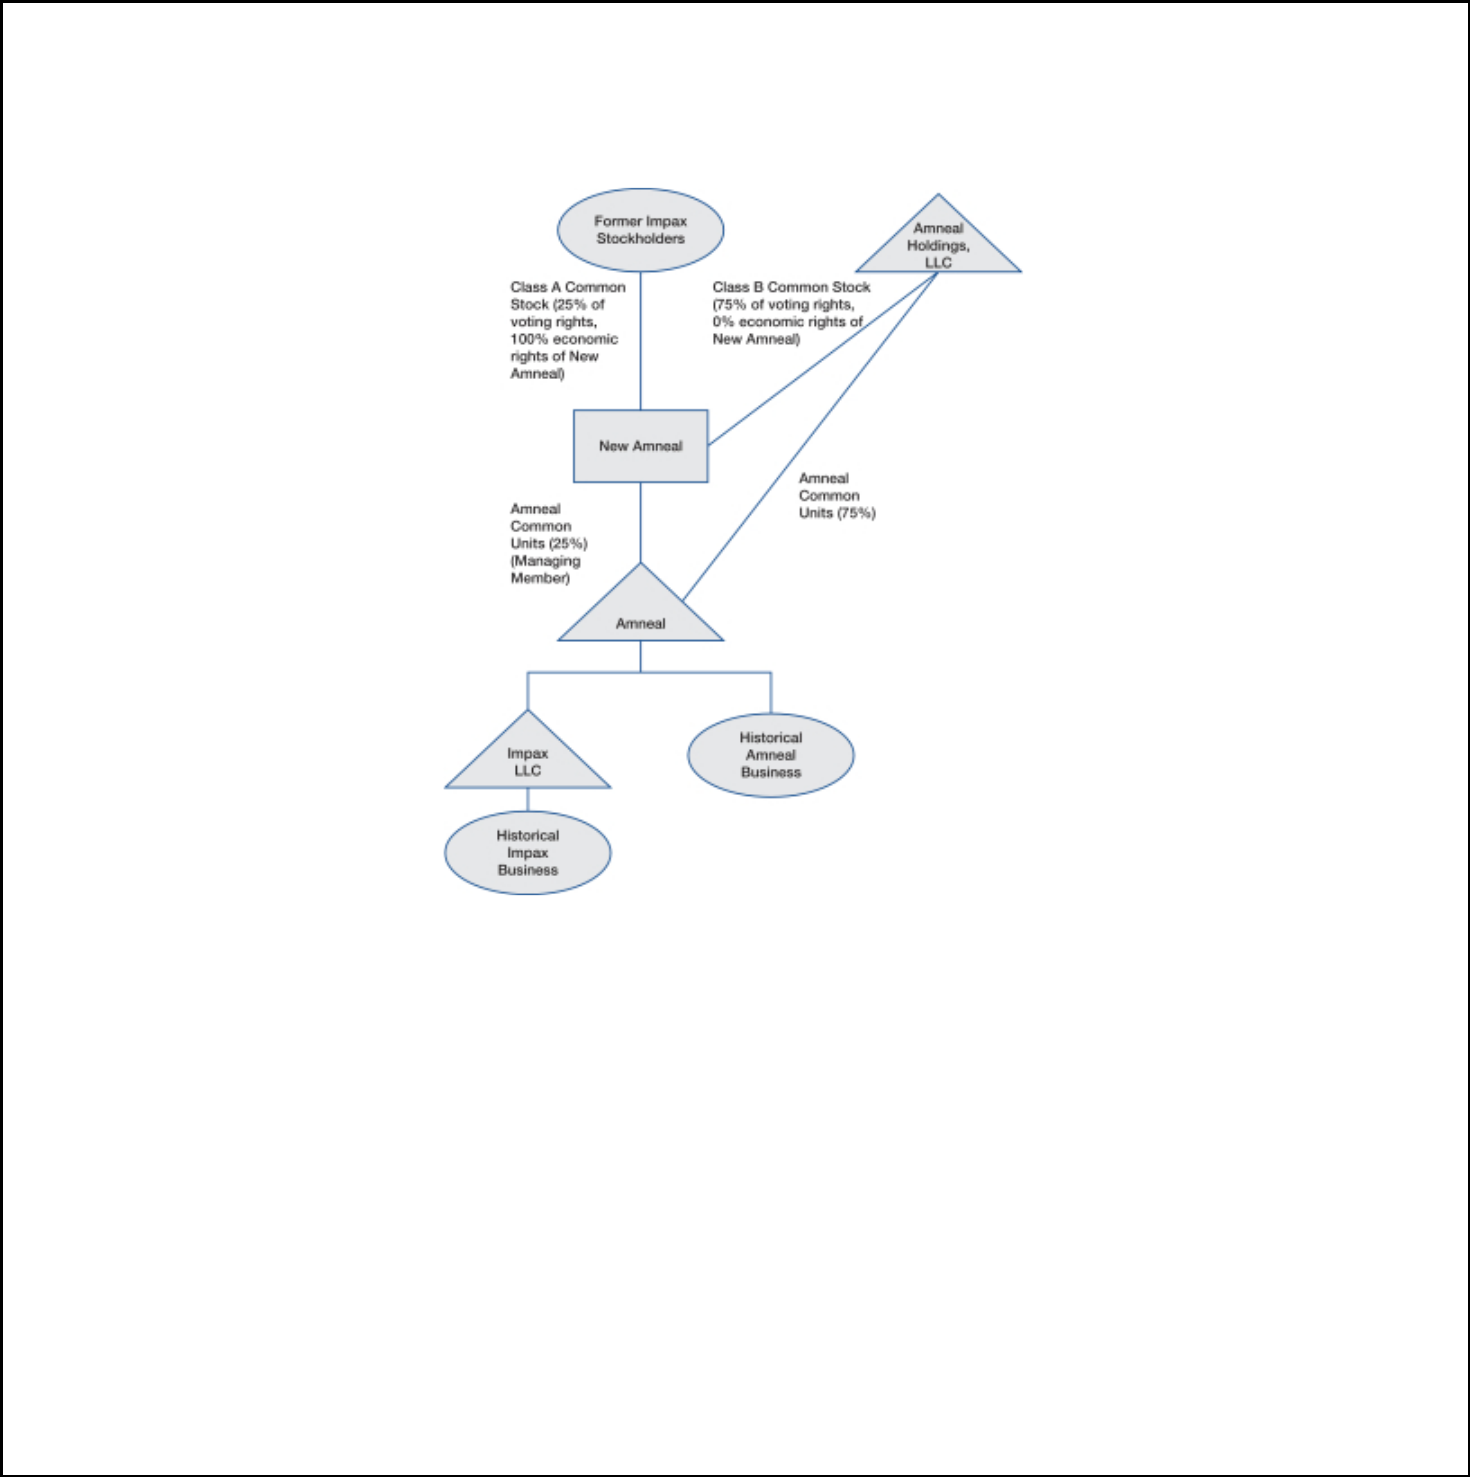 Former Impax
Stockholders
Amneal
Holdings,
LLC
Class A Common
Stock (25% of
voting rights,
100% economic
rights of New
Amneal)
Class B Common Stock
(75% of voting rights,
0% economic rights of
New Amneal)
New Amneal
Amneal
Common
Units (75%)
Amneal
Common
Units (25%)
(Managing
Member)
Amneal
Impax
LLC
Historical
Amneal
Business
Historical
Impax
Business